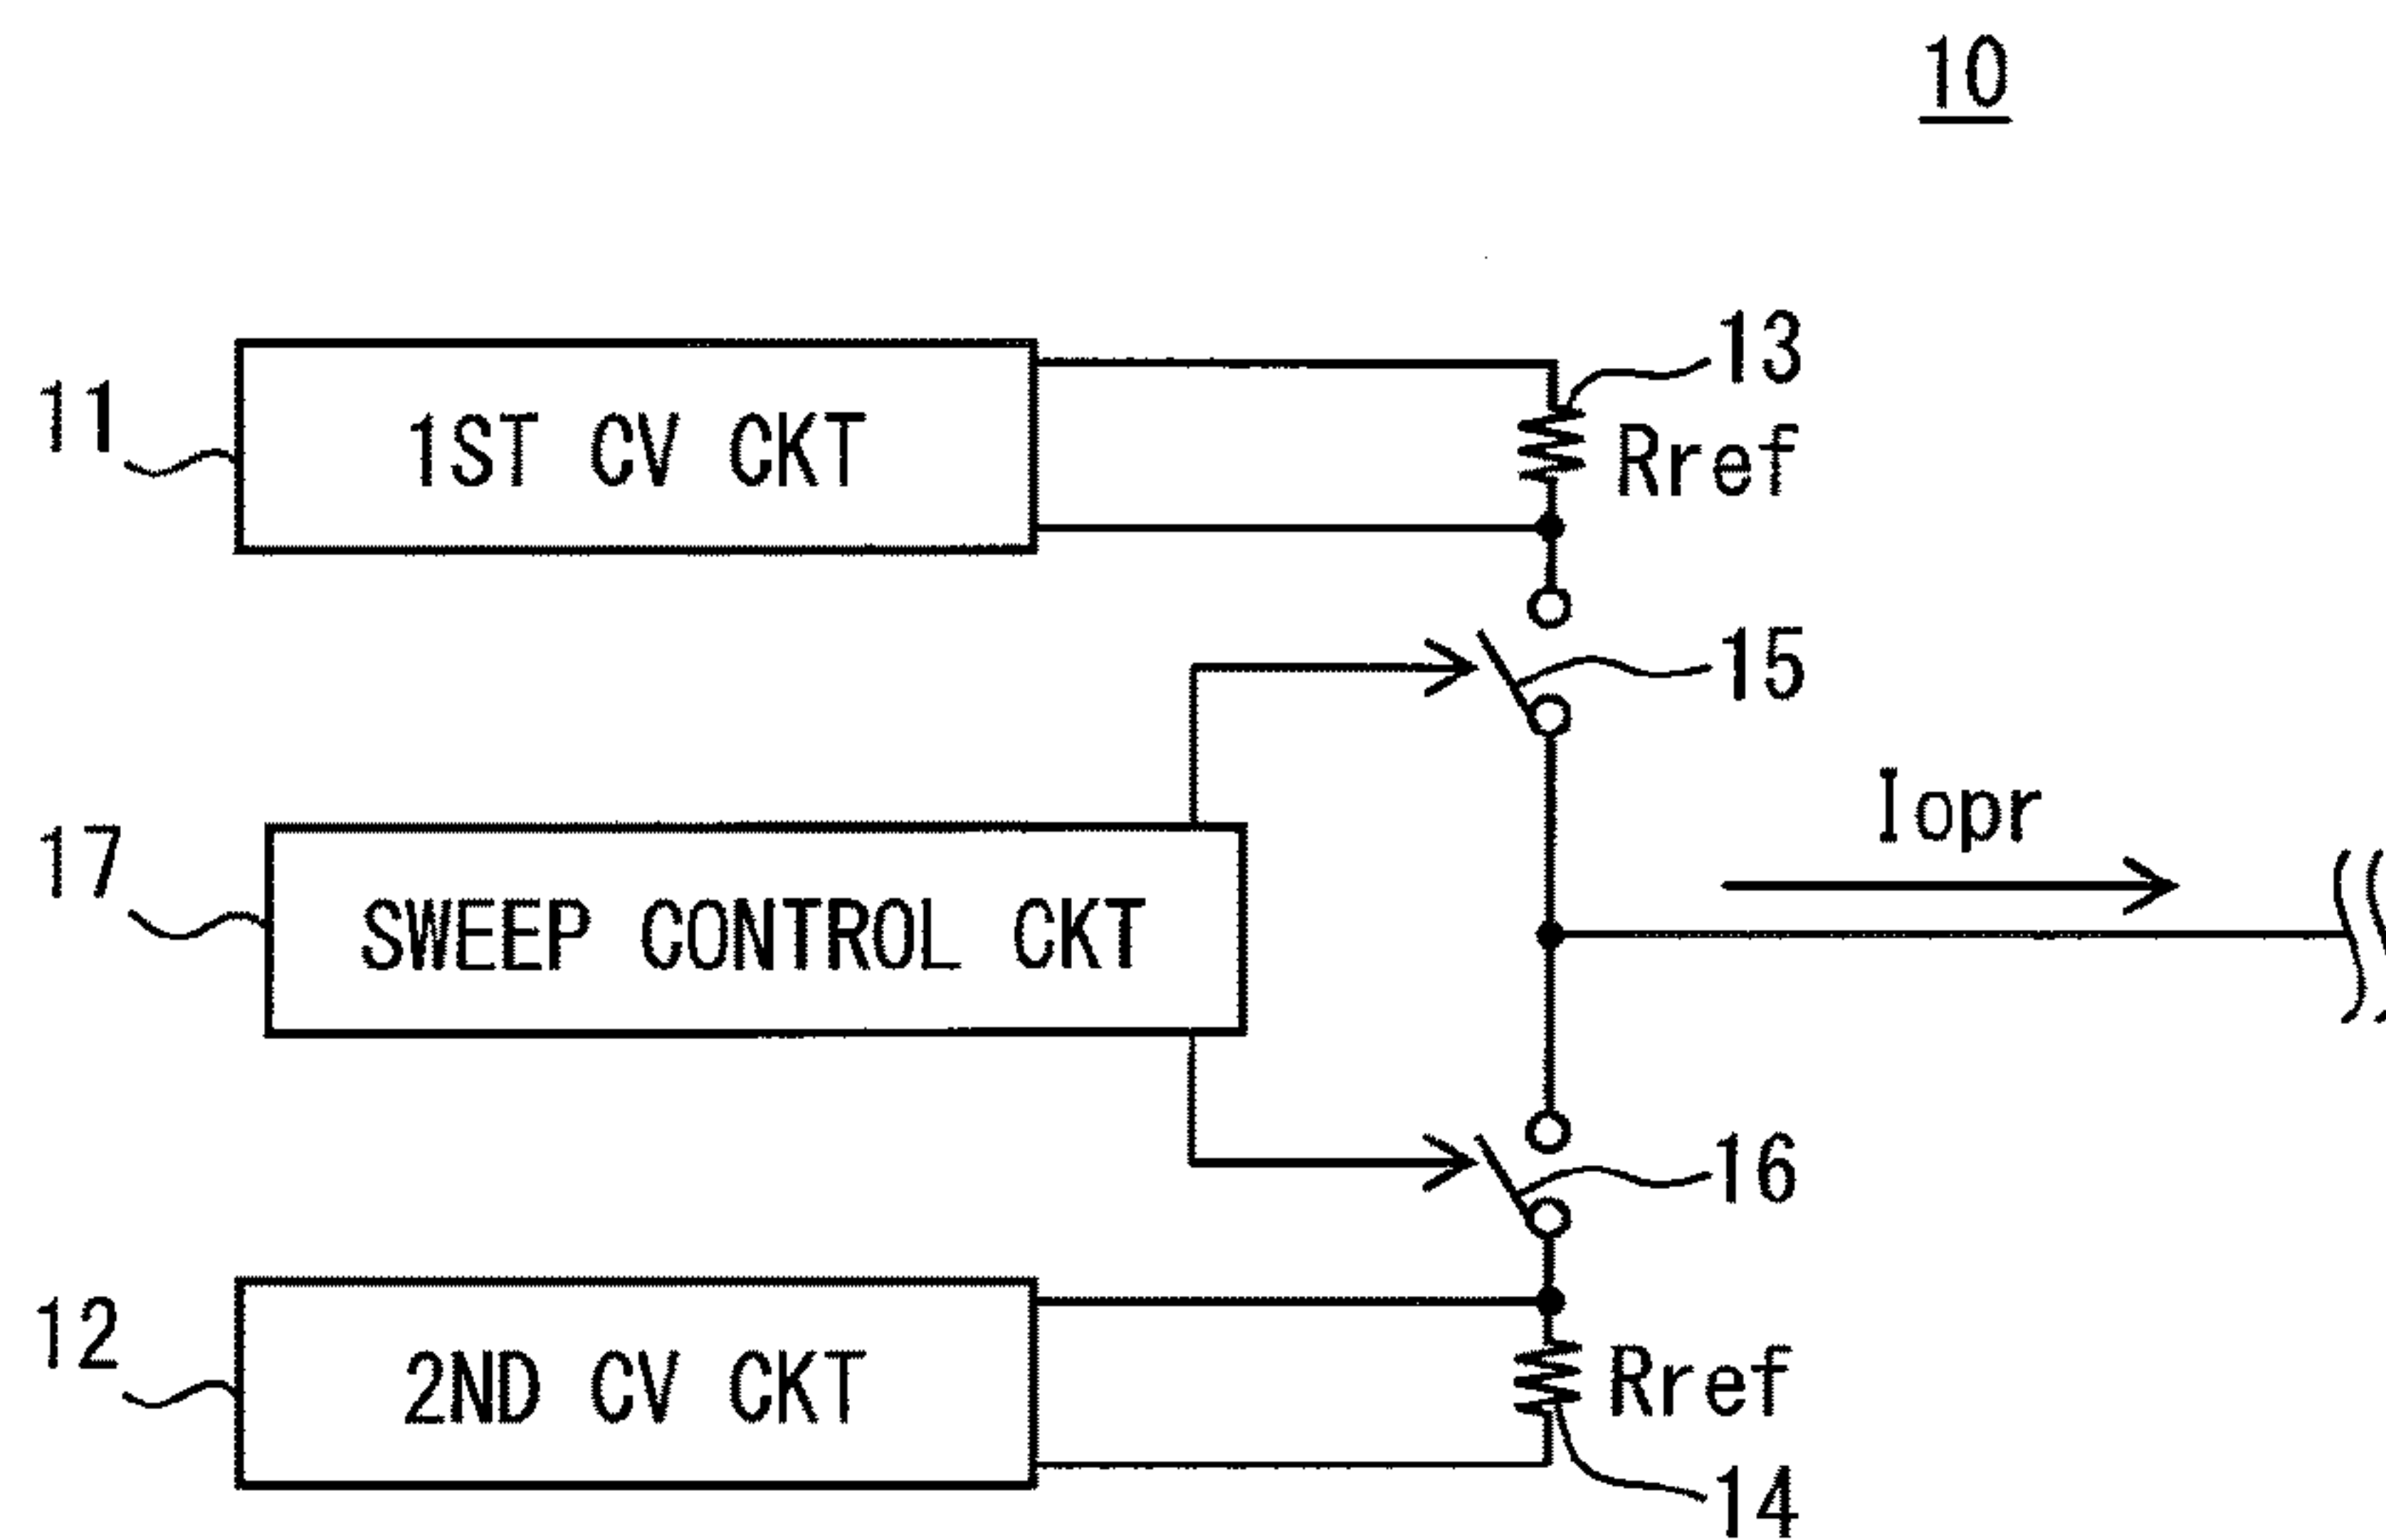 10
13
11
1ST CV CKT
Rref
15
Iopr
17
SWEEP CONTROL CKT
16
12
2ND CV CKT
Rref
14